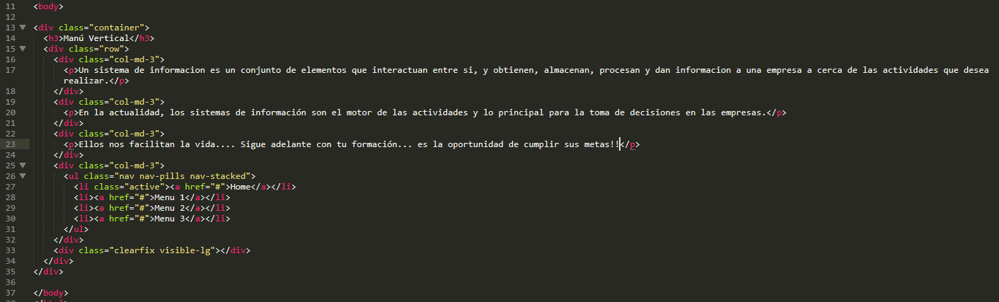 11 <body>
12
13 <div class="container">
14 <h3>Manú Vertical</h3>
15 <div class="row">
16 <div class="col-md-3">
17 <p>Un sistema de informacion es un conjunto de elementos que interactuan entre si, y obtienen, almacenan, procesan y dan informacion a una empresa a cerca de las actividades que desea
realizar.</p>
18 </div>
19 <div class="col-md-3">
20 <p>En la actualidad, los sistemas de información son el motor de las actividades y lo principal para la toma de decisiones en las empresas.</p>
21 </div>
22 <div class="col-md-3">
23 <p>Ellos nos facilitan la vida.... Sigue adelante con tu formación... es la oportunidad de cumplir sus metas!!</p>
24 </div>
25 <div class="col-md-3">
26 <ul class="nav nav-pills nav-stacked">
27 <li class="active"><a href="#">Home</a></li>
28 <li><a href="#">Menu 1</a></li>
29 <li><a href="#">Menu 2</a></li>
30 <li><a href="#">Menu 3</a></li>
31 </ul>
32 </div>
33 <div class="clearfix visible-lg"></div>
34 </div>
35 </div>
36
37 </body>